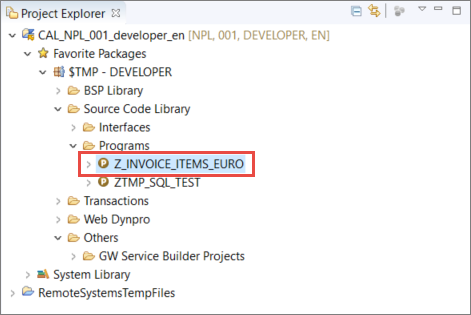 Project Explorer
CAL_NPL_001_developer_en [NPL, 001, DEVELOPER, EN]
Favorite Packages
$TMP - DEVELOPER
BSP Library
Source Code Library
Interfaces
Programs
Z_INVOICE_ITEMS_EURO
ZTMP_SQL_TEST
Transactions
Web Dynpro
Others
GW Service Builder Projects
System Library
RemoteSystemsTempFiles